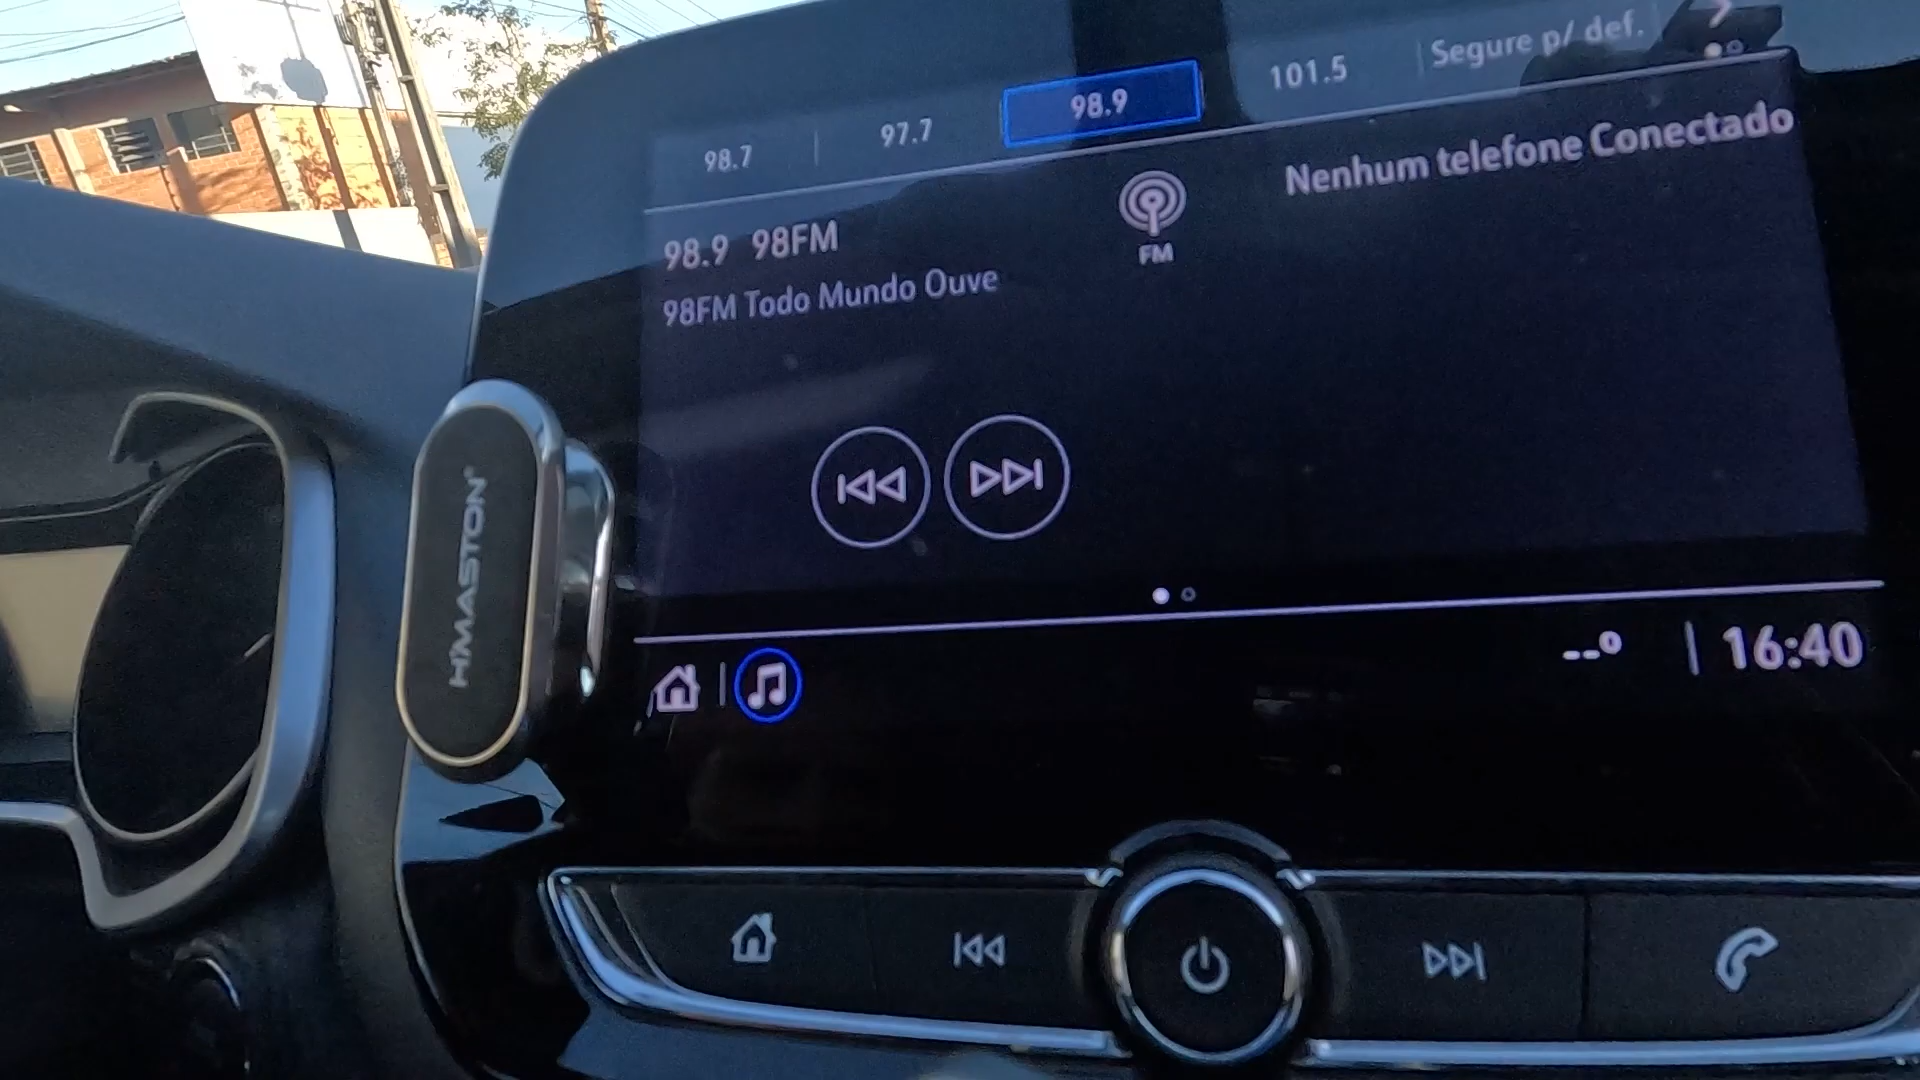 98.7 97.7 98.9 101.5 Segure p/ def.
98.9 98FM
98FM Todo Mundo Ouve
FM
Nenhum telefone Conectado
H'MASTON
--° 16:40